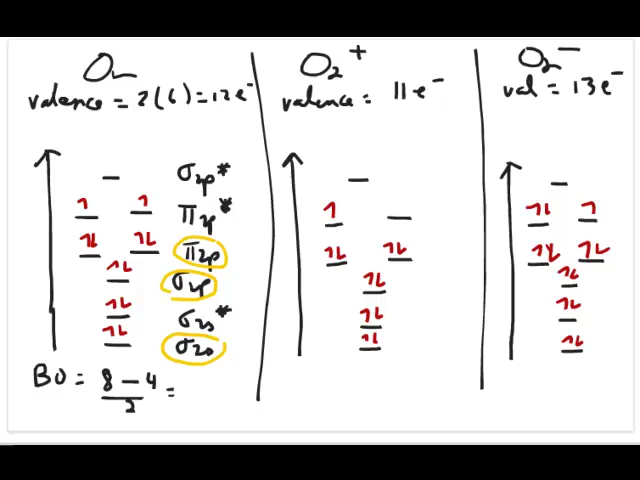 O₂
valence = 2(6) = 12e⁻
σ₂p*
π₂p*
π₂p
σ₂p
σ₂s*
σ₂s
BO = 8 – 4 / 2 =
O₂⁺
valence = 11e⁻
O₂⁻
val = 13e⁻